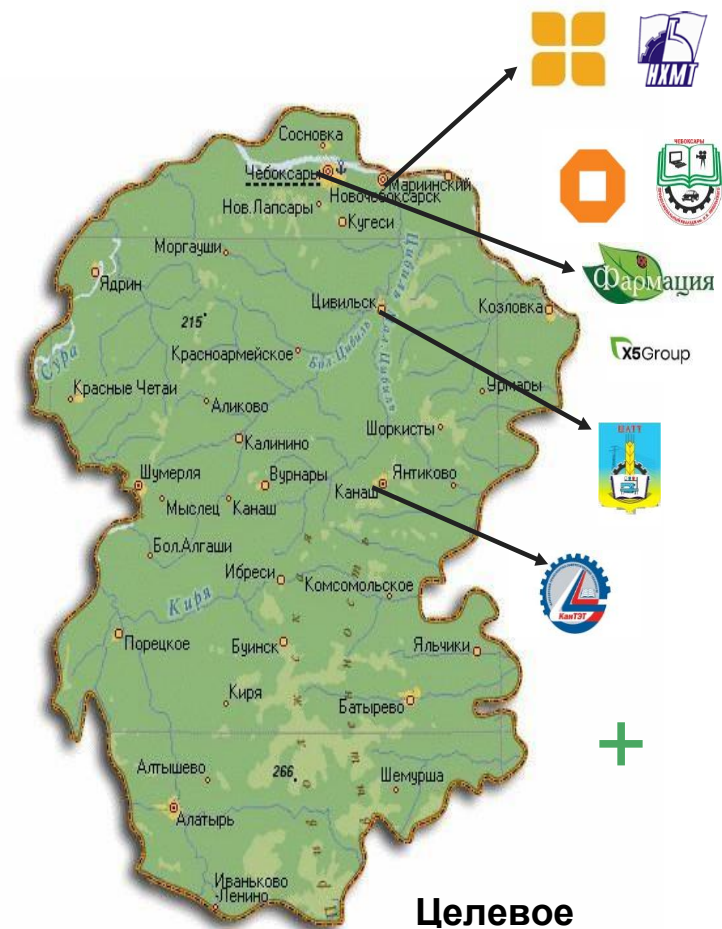 НХМТ
Сосновка
Чебоксары
Мариинский
Новочебоксарск
Нов.Лапсары
Кугеси
ЧЕБОКСАРЫ
Моргауши
Ядрин
Цивильск
Козловка
Фармация
215
Сура
Красноармейское
Бол.Цивиль
X5Group
Красные Четаи
Аликово
Урмары
Шоркисты
Калинино
ЦАТТ
Шумерля
Вурнары
Канаш
Янтиково
Мыслец
Канаш
Бол.Алгаши
Ибреси
Комсомольское
Киря
КанТЭТ
Порецкое
Буинск
Яльчики
Киря
Батырево
+
Алтышево
266
Шемурша
Алатырь
Иваньково
-Ленино
Целевое